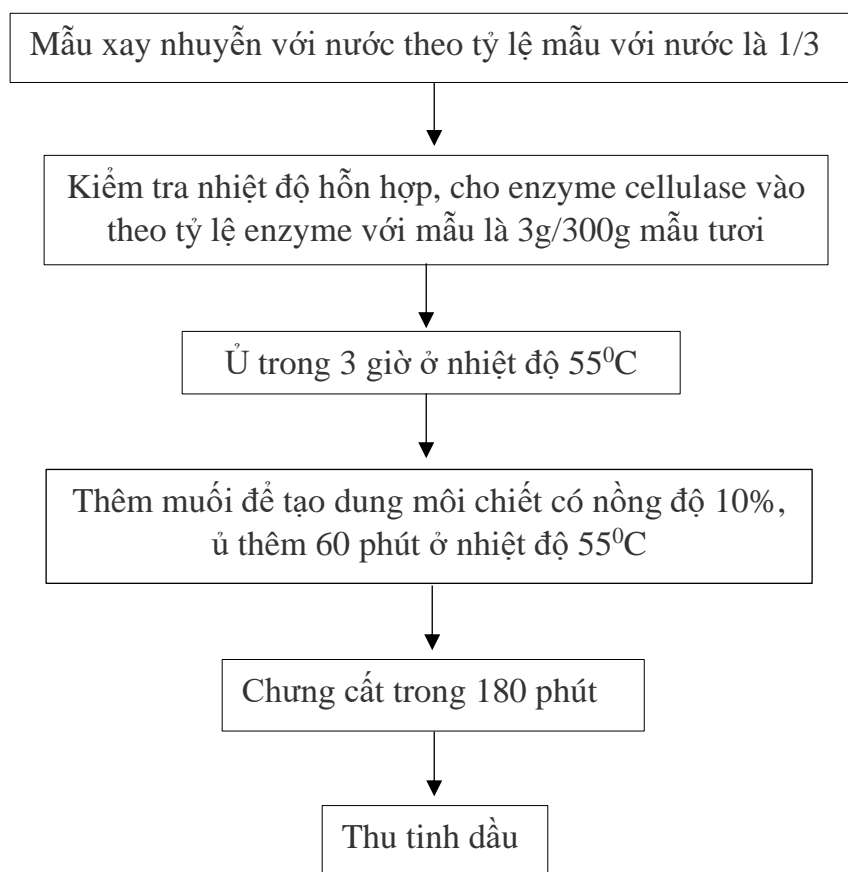 Mẫu xay nhuyễn với nước theo tỷ lệ mẫu với nước là 1/3
Kiểm tra nhiệt độ hỗn hợp, cho enzyme cellulase vào
theo tỷ lệ enzyme với mẫu là 3g/300g mẫu tươi
Ủ trong 3 giờ ở nhiệt độ 55⁰C
Thêm muối để tạo dung môi chiết có nồng độ 10%,
ủ thêm 60 phút ở nhiệt độ 55⁰C
Chưng cất trong 180 phút
Thu tinh dầu